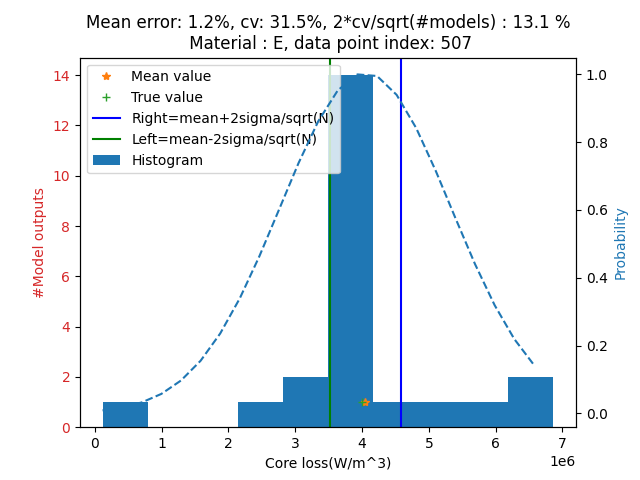 Mean error: 1.2%, cv: 31.5%, 2*cv/sqrt(#models) : 13.1 %
Material : E, data point index: 507
Mean value
True value
Right=mean+2sigma/sqrt(N)
Left=mean-2sigma/sqrt(N)
Histogram
#Model outputs
14
12
10
8
6
4
2
0
1.0
0.8
0.6
0.4
0.2
0.0
Probability
0 1 2 3 4 5 6 7
1e6
Core loss(W/m^3)